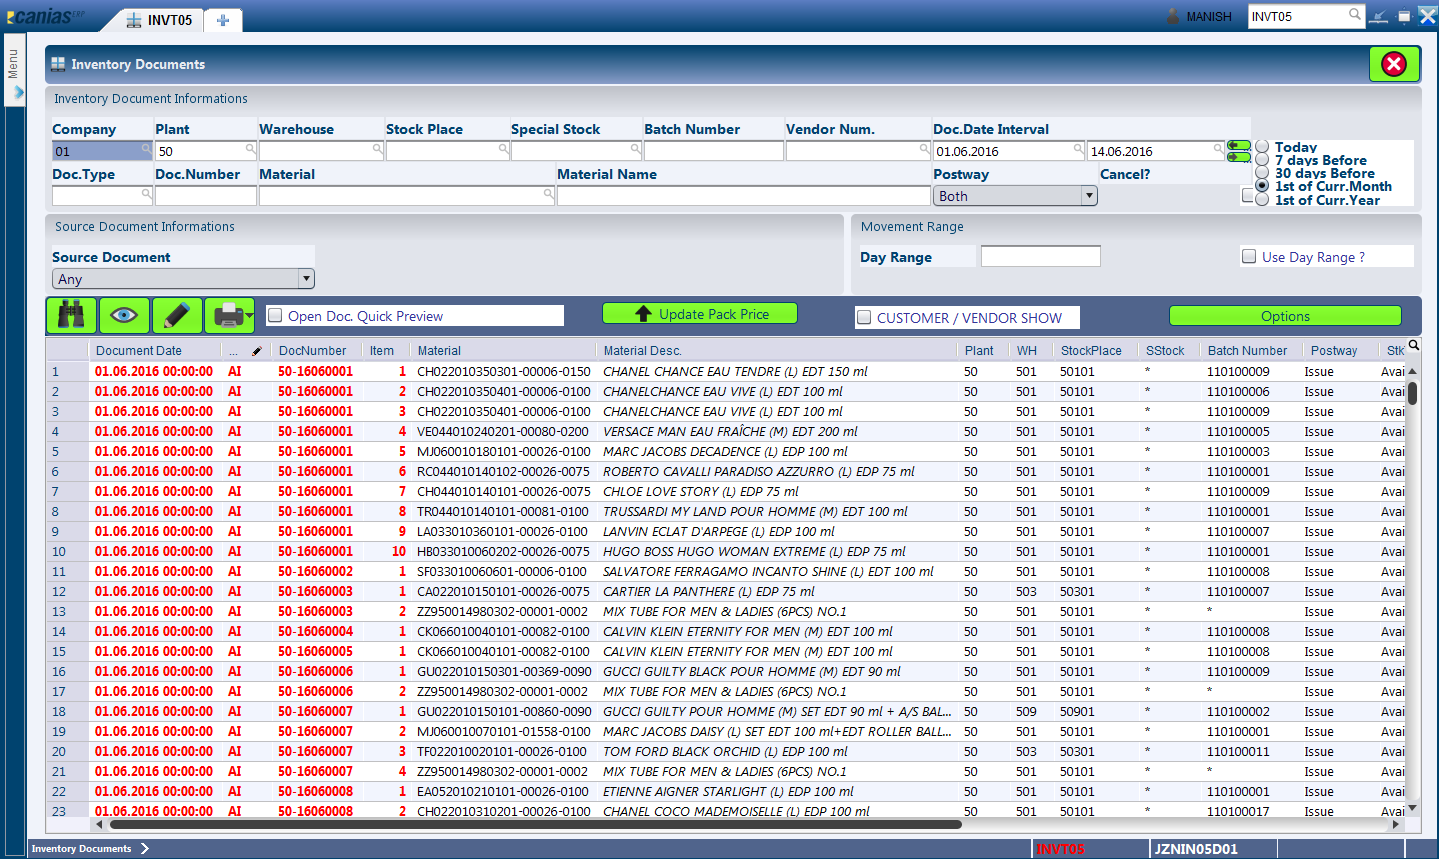 canias ERP INVT05 MANISH INVT05
Menu
Inventory Documents
Inventory Document Informations
Company Plant Warehouse Stock Place Special Stock Batch Number Vendor Num. Doc.Date Interval
01 50 01.06.2016 14.06.2016
Today
7 days Before
30 days Before
1st of Curr.Month
1st of Curr.Year
Doc.Type Doc.Number Material Material Name Postway Cancel?
Both
Source Document Informations Movement Range
Source Document Day Range Use Day Range ?
Any
Open Doc. Quick Preview Update Pack Price CUSTOMER / VENDOR SHOW Options
Document Date ... DocNumber Item Material Material Desc. Plant WH StockPlace SStock Batch Number Postway Stk
1 01.06.2016 00:00:00 AI 50-16060001 1 CH022010350301-00006-0150 CHANEL CHANCE EAU TENDRE (L) EDT 150 ml 50 501 50101 * 110100009 Issue Avai
2 01.06.2016 00:00:00 AI 50-16060001 2 CH022010350401-00006-0100 CHANELCHANCE EAU VIVE (L) EDT 100 ml 50 501 50101 * 110100006 Issue Avai
3 01.06.2016 00:00:00 AI 50-16060001 3 CH022010350401-00006-0100 CHANELCHANCE EAU VIVE (L) EDT 100 ml 50 501 50101 * 110100009 Issue Avai
4 01.06.2016 00:00:00 AI 50-16060001 4 VE044010240201-00080-0200 VERSACE MAN EAU FRAÎCHE (M) EDT 200 ml 50 501 50101 * 110100005 Issue Avai
5 01.06.2016 00:00:00 AI 50-16060001 5 MJ060010180101-00026-0100 MARC JACOBS DECADENCE (L) EDP 100 ml 50 501 50101 * 110100003 Issue Avai
6 01.06.2016 00:00:00 AI 50-16060001 6 RC044010140102-00026-0075 ROBERTO CAVALLI PARADISO AZZURRO (L) EDP 75 ml 50 501 50101 * 110100001 Issue Avai
7 01.06.2016 00:00:00 AI 50-16060001 7 CH044010140101-00026-0075 CHLOE LOVE STORY (L) EDP 75 ml 50 501 50101 * 110100009 Issue Avai
8 01.06.2016 00:00:00 AI 50-16060001 8 TR044010140101-00081-0100 TRUSSARDI MY LAND POUR HOMME (M) EDT 100 ml 50 501 50101 * 110100001 Issue Avai
9 01.06.2016 00:00:00 AI 50-16060001 9 LA033010360101-00026-0100 LANVIN ECLAT D'ARPEGE (L) EDP 100 ml 50 501 50101 * 110100007 Issue Avai
10 01.06.2016 00:00:00 AI 50-16060001 10 HB033010060202-00026-0075 HUGO BOSS HUGO WOMAN EXTREME (L) EDP 75 ml 50 501 50101 * 110100001 Issue Avai
11 01.06.2016 00:00:00 AI 50-16060002 1 SF033010060601-00006-0100 SALVATORE FERRAGAMO INCANTO SHINE (L) EDT 100 ml 50 501 50101 * 110100008 Issue Avai
12 01.06.2016 00:00:00 AI 50-16060003 1 CA022010150101-00026-0075 CARTIER LA PANTHERE (L) EDP 75 ml 50 503 50301 * 110100007 Issue Avai
13 01.06.2016 00:00:00 AI 50-16060003 2 ZZ950014980302-00001-0002 MIX TUBE FOR MEN & LADIES (6PCS) NO.1 50 501 50101 * * Issue Avai
14 01.06.2016 00:00:00 AI 50-16060004 1 CK066010040101-00082-0100 CALVIN KLEIN ETERNITY FOR MEN (M) EDT 100 ml 50 501 50101 * 110100008 Issue Avai
15 01.06.2016 00:00:00 AI 50-16060005 1 CK066010040101-00082-0100 CALVIN KLEIN ETERNITY FOR MEN (M) EDT 100 ml 50 501 50101 * 110100008 Issue Avai
16 01.06.2016 00:00:00 AI 50-16060006 1 GU022010150301-00369-0090 GUCCI GUILTY BLACK POUR HOMME (M) EDT 90 ml 50 501 50101 * 110100009 Issue Avai
17 01.06.2016 00:00:00 AI 50-16060006 2 ZZ950014980302-00001-0002 MIX TUBE FOR MEN & LADIES (6PCS) NO.1 50 501 50101 * * Issue Avai
18 01.06.2016 00:00:00 AI 50-16060007 1 GU022010150101-00860-0090 GUCCI GUILTY POUR HOMME (M) SET EDT 90 ml + A/S BAL... 50 509 50901 * 110100002 Issue Avai
19 01.06.2016 00:00:00 AI 50-16060007 2 MJ060010070101-01558-0100 MARC JACOBS DAISY (L) SET EDT 100 ml+EDT ROLLER BALL... 50 501 50101 * 110100001 Issue Avai
20 01.06.2016 00:00:00 AI 50-16060007 3 TF022010020101-00026-0100 TOM FORD BLACK ORCHID (L) EDP 100 ml 50 503 50301 * 110100011 Issue Avai
21 01.06.2016 00:00:00 AI 50-16060007 4 ZZ950014980302-00001-0002 MIX TUBE FOR MEN & LADIES (6PCS) NO.1 50 501 50101 * * Issue Avai
22 01.06.2016 00:00:00 AI 50-16060008 1 EA052010210101-00026-0100 ETIENNE AIGNER STARLIGHT (L) EDP 100 ml 50 501 50101 * 110100001 Issue Avai
23 01.06.2016 00:00:00 AI 50-16060008 2 CH022010310201-00026-0100 CHANEL COCO MADEMOISELLE (L) EDP 100 ml 50 501 50101 * 110100017 Issue Avai
Inventory Documents INVT05 JZNIN05D01